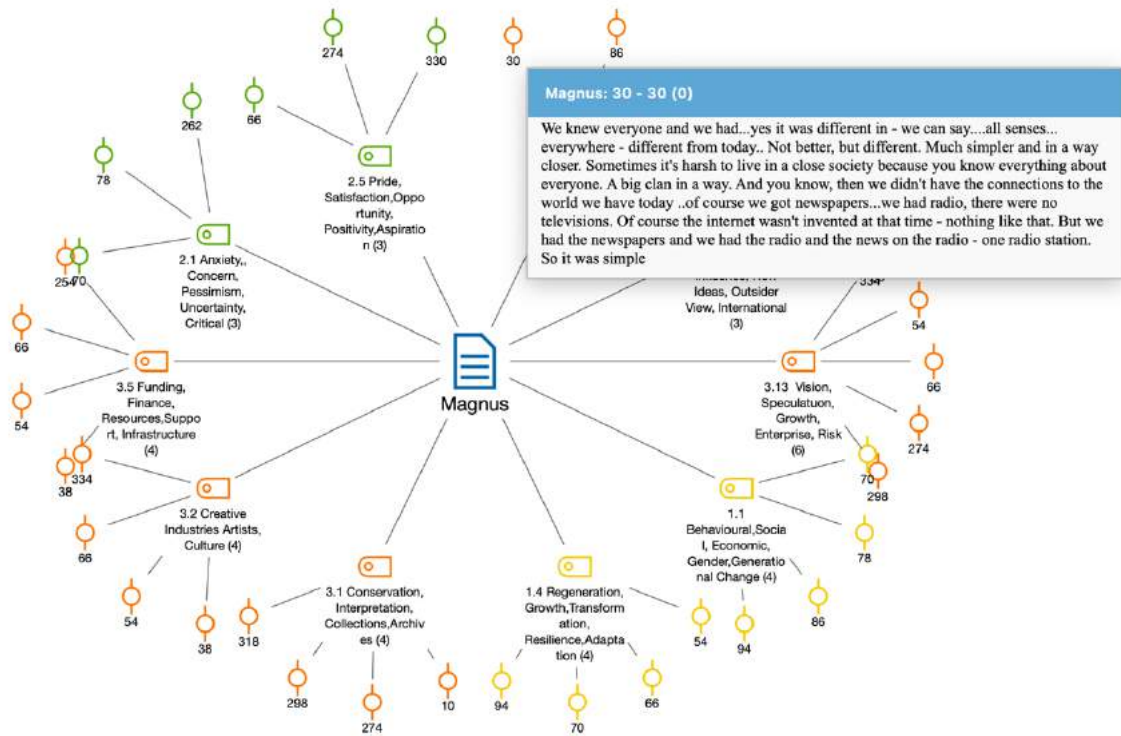 274
330
30
86
66
262
78
Magnus: 30 - 30 (0)
We knew everyone and we had...yes it was different in - we can say....all senses...
everywhere - different from today.. Not better, but different. Much simpler and in a way
closer. Sometimes it's harsh to live in a close society because you know everything about
everyone. A big clan in a way. And you know, then we didn't have the connections to the
world we have today ..of course we got newspapers...we had radio, there were no
televisions. Of course the internet wasn't invented at that time - nothing like that. But we
had the newspapers and we had the radio and the news on the radio - one radio station.
So it was simple
2.5 Pride,
Satisfaction,Oppo
rtunity,
Positivity,Aspiratio
n (3)
2.1 Anxiety,,
Concern,
Pessimism,
Uncertainty,
Critical (3)
254
70
Ideas, Outsider
View, International
(3)
334
54
66
54
3.5 Funding,
Finance,
Resources,Suppo
rt, Infrastructure
(4)
Magnus
3.13 Vision,
Speculatuon,
Growth,
Enterprise, Risk
(6)
66
274
38
334
70
298
3.2 Creative
Industries Artists,
Culture (4)
66
54
38
1.1
Behavioural,Socia
l, Economic,
Gender,Generatio
nal Change (4)
78
86
94
54
3.1 Conservation,
Interpretation,
Collections,Archiv
es (4)
318
298
274
10
1.4 Regeneration,
Growth,Transform
ation,
Resilience,Adapta
tion (4)
94
70
66